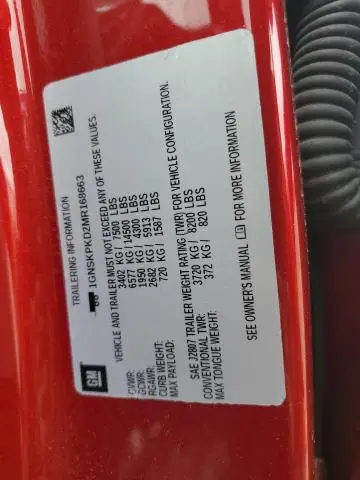 TRAILERING INFORMATION
1GNSKPKD2MR168663
VEHICLE AND TRAILER MUST NOT EXCEED ANY OF THESE VALUES.
GVWR: 3402 KG / 7500 LBS
GCWR: 6577 KG / 14500 LBS
RGAWR: 1950 KG / 4300 LBS
CURB WEIGHT: 2682 KG / 5913 LBS
MAX PAYLOAD: 720 KG / 1587 LBS
SAE J2807 TRAILER WEIGHT RATING (TWR) FOR VEHICLE CONFIGURATION.
CONVENTIONAL TWR: 3720 KG / 8200 LBS
MAX TONGUE WEIGHT: 372 KG / 820 LBS
SEE OWNER'S MANUAL FOR MORE INFORMATION
GM